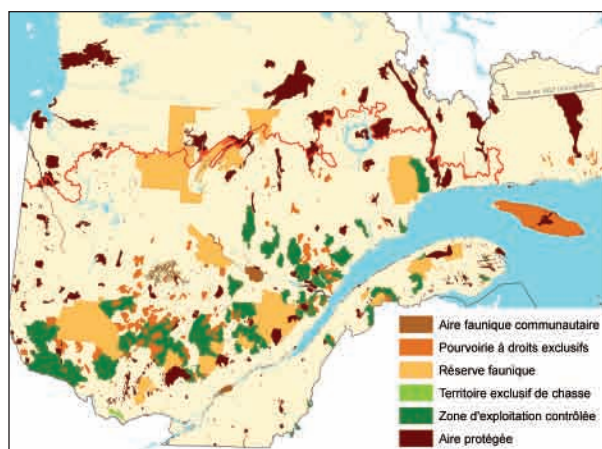 Aire faunique communautaire
Pourvoirie à droits exclusifs
Réserve faunique
Territoire exclusif de chasse
Zone d'exploitation contrôlée
Aire protégée